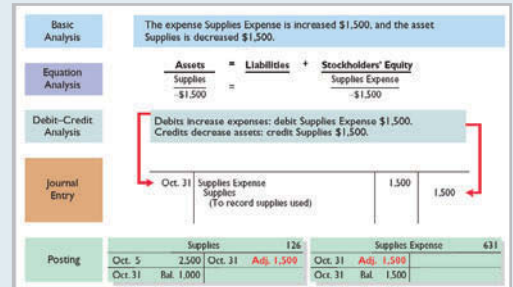 Basic
Analysis
The expense Supplies Expense is increased $1,500, and the asset
Supplies is decreased $1,500.
Equation
Analysis
Assets = Liabilities + Stockholders' Equity
Supplies Supplies Expense
-$1,500 = -$1,500
Debit–Credit
Analysis
Debits increase expenses: debit Supplies Expense $1,500.
Credits decrease assets: credit Supplies $1,500.
Journal
Entry
Oct. 31 Supplies Expense 1,500
Supplies 1,500
(To record supplies used)
Posting
Supplies 126 Supplies Expense 631
Oct. 5 2,500 Oct. 31 Adj. 1,500 Oct. 31 Adj. 1,500
Oct. 31 Bal. 1,000 Oct. 31 Bal. 1,500